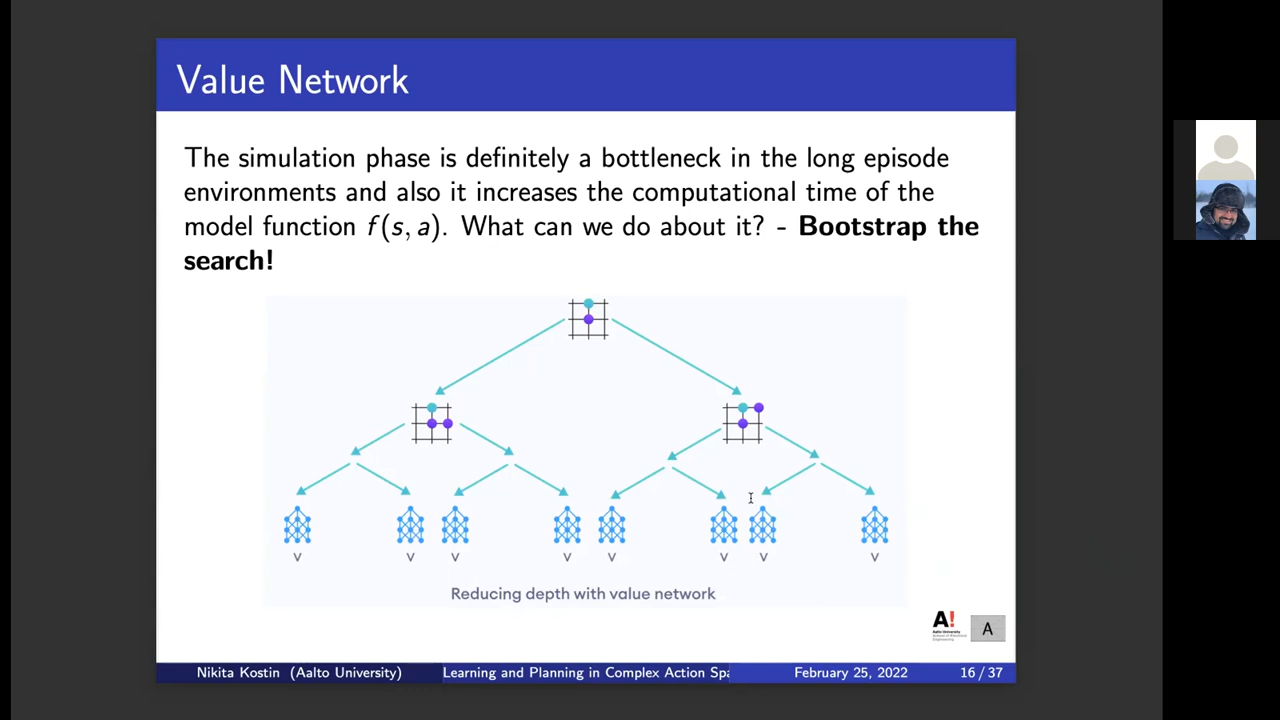 Value Network
The simulation phase is definitely a bottleneck in the long episode
environments and also it increases the computational time of the
model function f(s, a). What can we do about it? - Bootstrap the
search!
v v v v v v v v
Reducing depth with value network
A!
Aalto University
A
Nikita Kostin (Aalto University) Learning and Planning in Complex Action Spa February 25, 2022 16 / 37